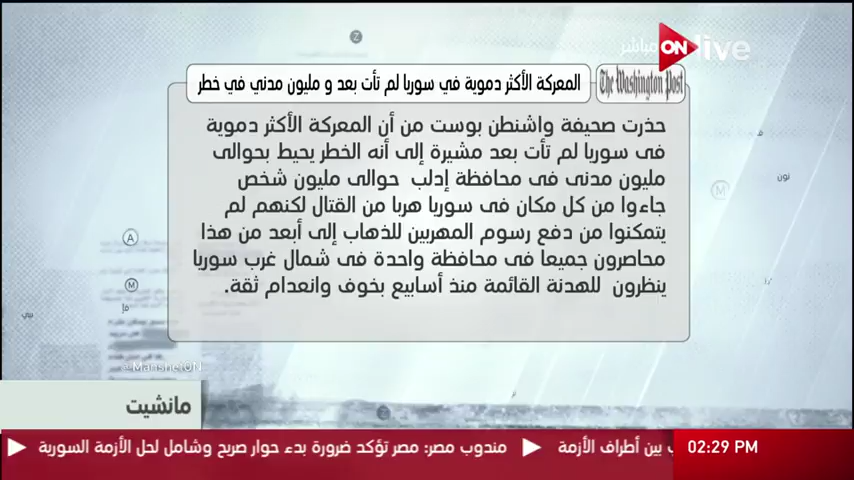 مباشر ON live
The Washington Post
المعركة الأكثر دموية في سوريا لم تأت بعد و مليون مدني في خطر
حذرت صحيفة واشنطن بوست من أن المعركة الأكثر دموية
فى سوريا لم تأت بعد مشيرة إلى أنه الخطر يحيط بحوالى
مليون مدنى فى محافظة إدلب حوالى مليون شخص
جاءوا من كل مكان فى سوريا هربا من القتال لكنهم لم
يتمكنوا من دفع رسوم المهربين للذهاب إلى أبعد من هذا
محاصرون جميعا فى محافظة واحدة فى شمال غرب سوريا
ينظرون للهدنة القائمة منذ أسابيع بخوف وانعدام ثقة.
Z
M
نون
A
M
فا
بي
نر
Z
@ManshetON
مانشيت
ب بين أطراف الأزمة
مندوب مصر: مصر تؤكد ضرورة بدء حوار صريح وشامل لحل الأزمة السورية
02:29 PM